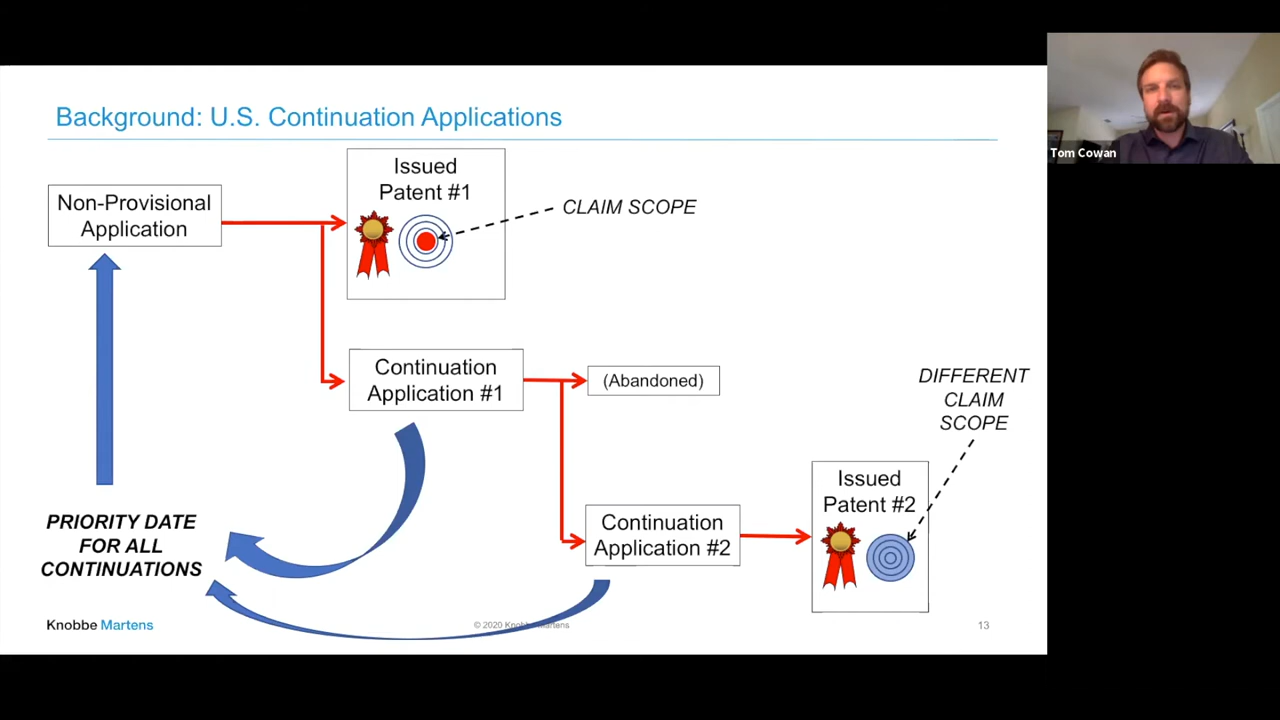 Background: U.S. Continuation Applications
Tom Cowan
Non-Provisional
Application
Issued
Patent #1
CLAIM SCOPE
Continuation
Application #1
(Abandoned)
DIFFERENT
CLAIM
SCOPE
Issued
Patent #2
Continuation
Application #2
PRIORITY DATE
FOR ALL
CONTINUATIONS
Knobbe Martens
© 2020 Knobbe Martens
13